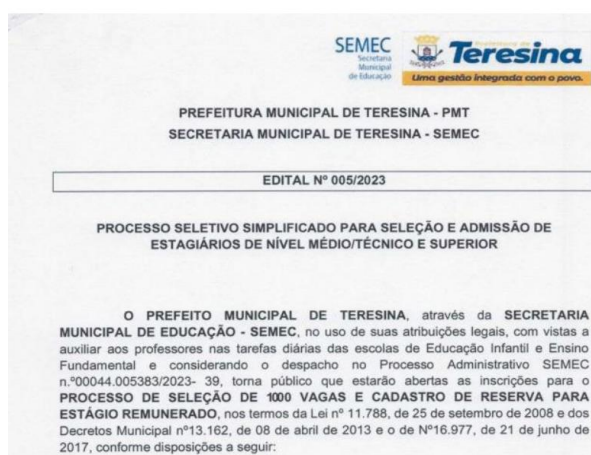 SEMEC
Secretaria
Municipal
de Educação
Prefeitura de
Teresina
Uma gestão integrada com o povo.
PREFEITURA MUNICIPAL DE TERESINA - PMT
SECRETARIA MUNICIPAL DE TERESINA - SEMEC
EDITAL Nº 005/2023
PROCESSO SELETIVO SIMPLIFICADO PARA SELEÇÃO E ADMISSÃO DE
ESTAGIÁRIOS DE NÍVEL MÉDIO/TÉCNICO E SUPERIOR
O PREFEITO MUNICIPAL DE TERESINA, através da SECRETARIA
MUNICIPAL DE EDUCAÇÃO - SEMEC, no uso de suas atribuições legais, com vistas a
auxiliar aos professores nas tarefas diárias das escolas de Educação Infantil e Ensino
Fundamental e considerando o despacho no Processo Administrativo SEMEC
n.º00044.005383/2023- 39, torna público que estarão abertas as inscrições para o
PROCESSO DE SELEÇÃO DE 1000 VAGAS E CADASTRO DE RESERVA PARA
ESTÁGIO REMUNERADO, nos termos da Lei nº 11.788, de 25 de setembro de 2008 e dos
Decretos Municipal nº13.162, de 08 de abril de 2013 e o de Nº16.977, de 21 de junho de
2017, conforme disposições a seguir: